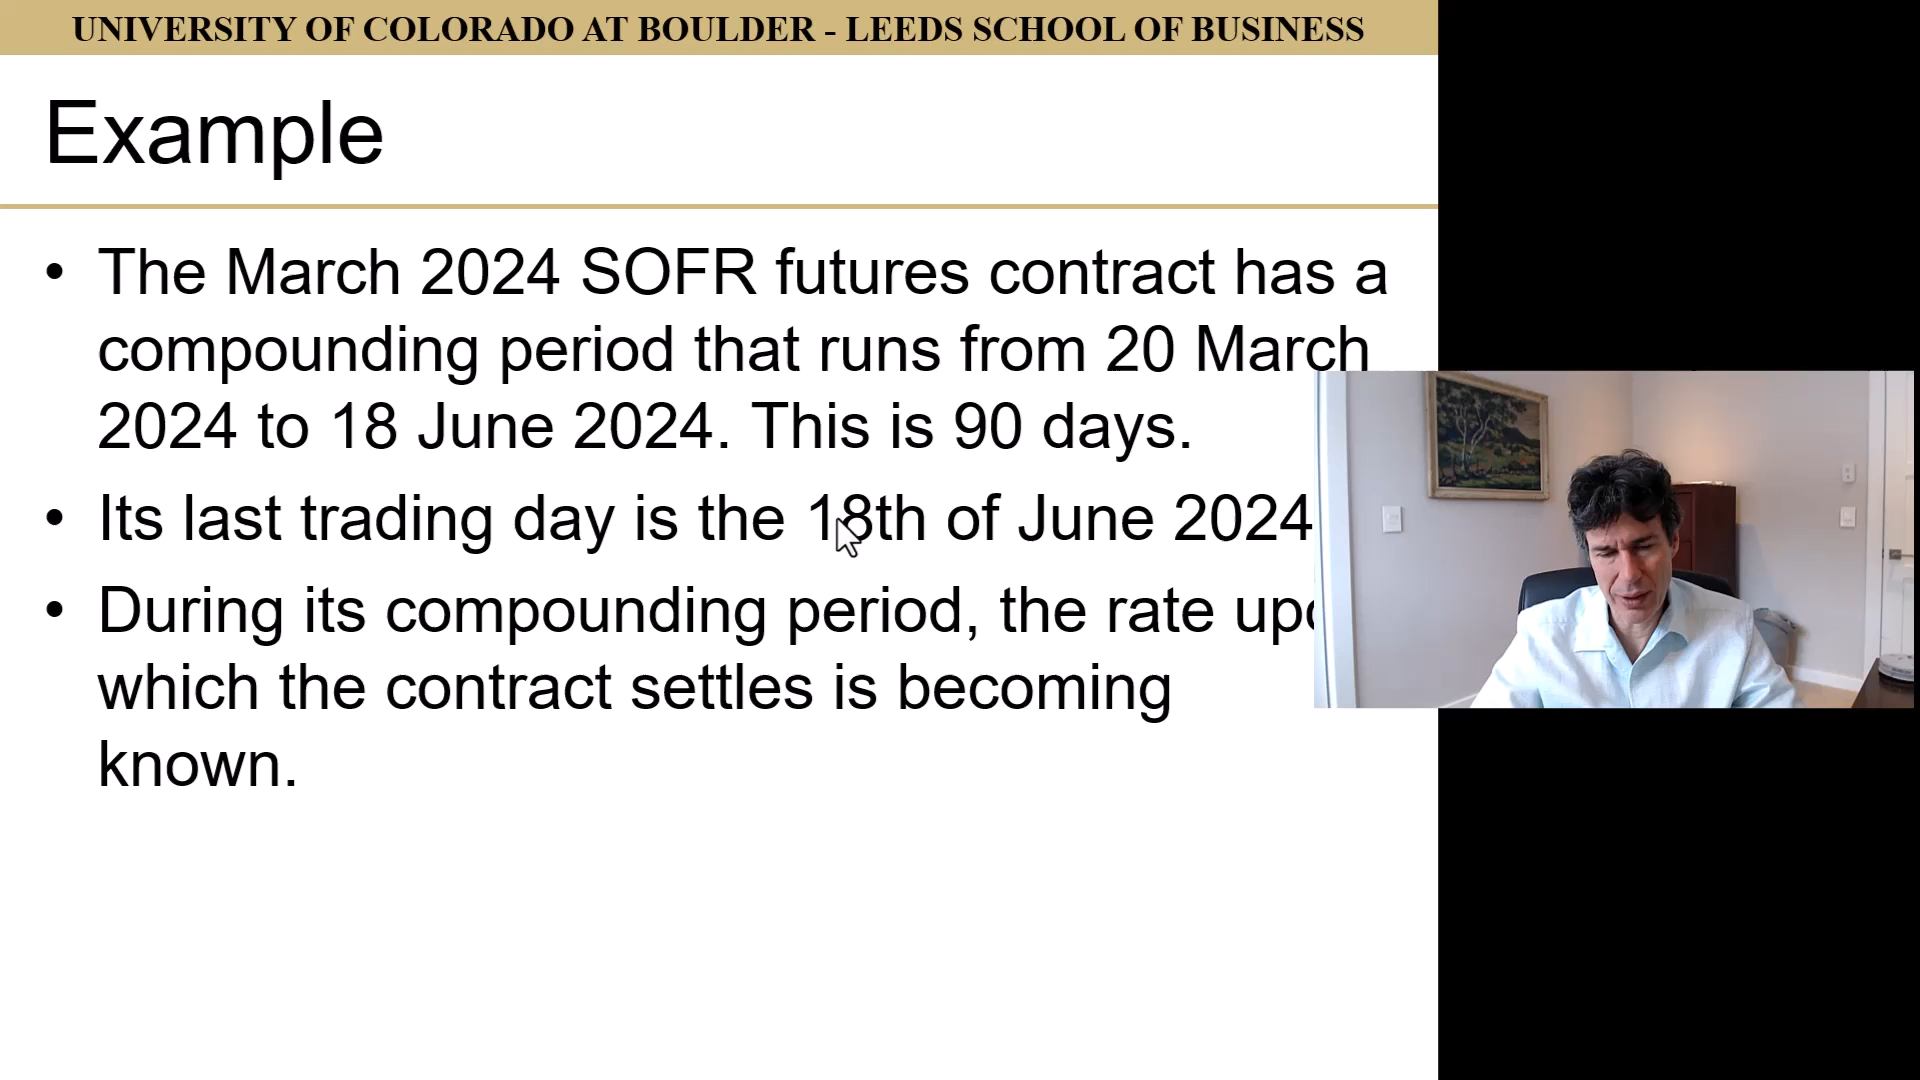 UNIVERSITY OF COLORADO AT BOULDER - LEEDS SCHOOL OF BUSINESS
Example
• The March 2024 SOFR futures contract has a
compounding period that runs from 20 March
2024 to 18 June 2024. This is 90 days.
• Its last trading day is the 18th of June 2024
• During its compounding period, the rate
which the contract settles is becoming
known.